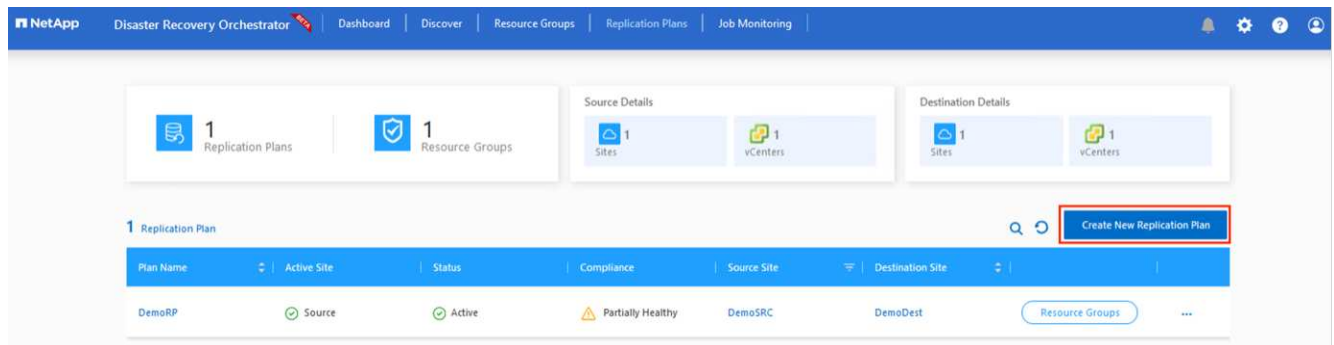 NetApp Disaster Recovery Orchestrator BETA Dashboard Discover Resource Groups Replication Plans Job Monitoring
Source Details Destination Details
1 Replication Plans
1 Resource Groups
1 Sites
1 vCenters
1 Sites
1 vCenters
1 Replication Plan Create New Replication Plan
Plan Name Active Site Status Compliance Source Site Destination Site
DemoRP Source Active Partially Healthy DemoSRC DemoDest Resource Groups ...